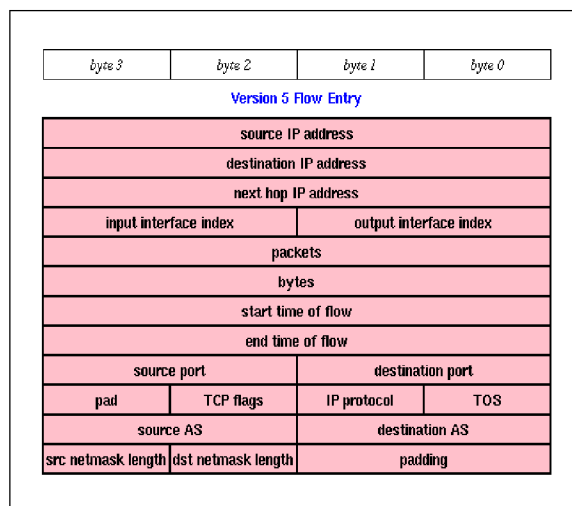 byte 3 byte 2 byte 1 byte 0
Version 5 Flow Entry
source IP address
destination IP address
next hop IP address
input interface index output interface index
packets
bytes
start time of flow
end time of flow
source port destination port
pad TCP flags IP protocol TOS
source AS destination AS
src netmask length dst netmask length padding